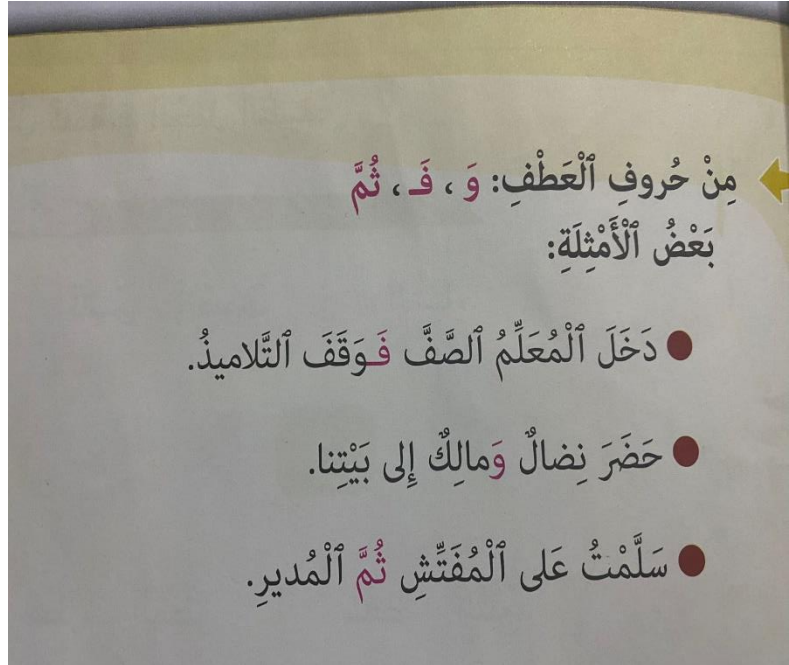 مِنْ حُروفِ ٱلْعَطْفِ: وَ ، فَـ ، ثُمَّ
بَعْضُ ٱلْأَمْثِلَةِ:
● دَخَلَ ٱلْمُعَلِّمُ ٱلصَّفَّ فَـوَقَفَ ٱلتَّلاميذُ.
● حَضَرَ نِضالٌ وَمالِكٌ إِلى بَيْتِنا.
● سَلَّمْتُ عَلى ٱلْمُفَتِّشِ ثُمَّ ٱلْمُديرِ.